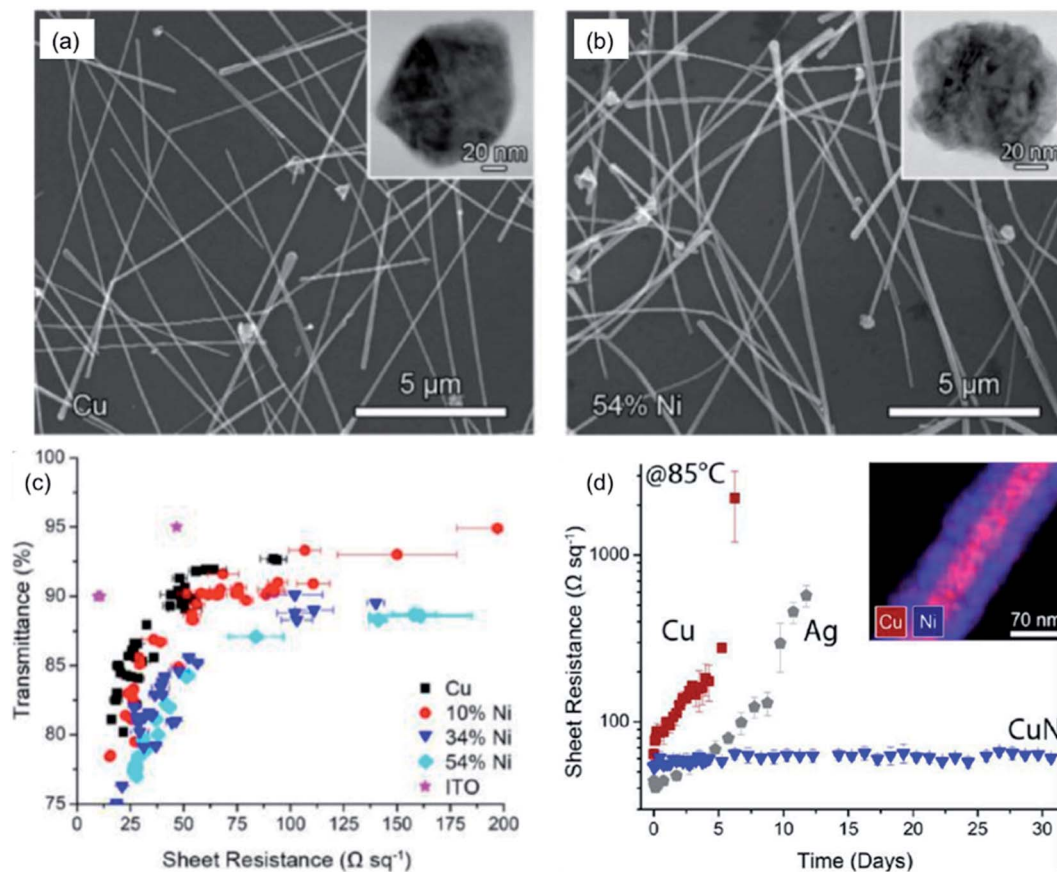 (a)
20 nm
Cu
5 µm
(b)
20 nm
54% Ni
5 µm
(c)
Transmittance (%)
100
95
90
85
80
75
0 25 50 75 100 125 150 175 200
Sheet Resistance (Ω sq⁻¹)
Cu
10% Ni
34% Ni
54% Ni
ITO
(d)
@85°C
Sheet Resistance (Ω sq⁻¹)
1000
100
Cu
Ag
CuN
Cu
Ni
70 nm
0 5 10 15 20 25 30
Time (Days)